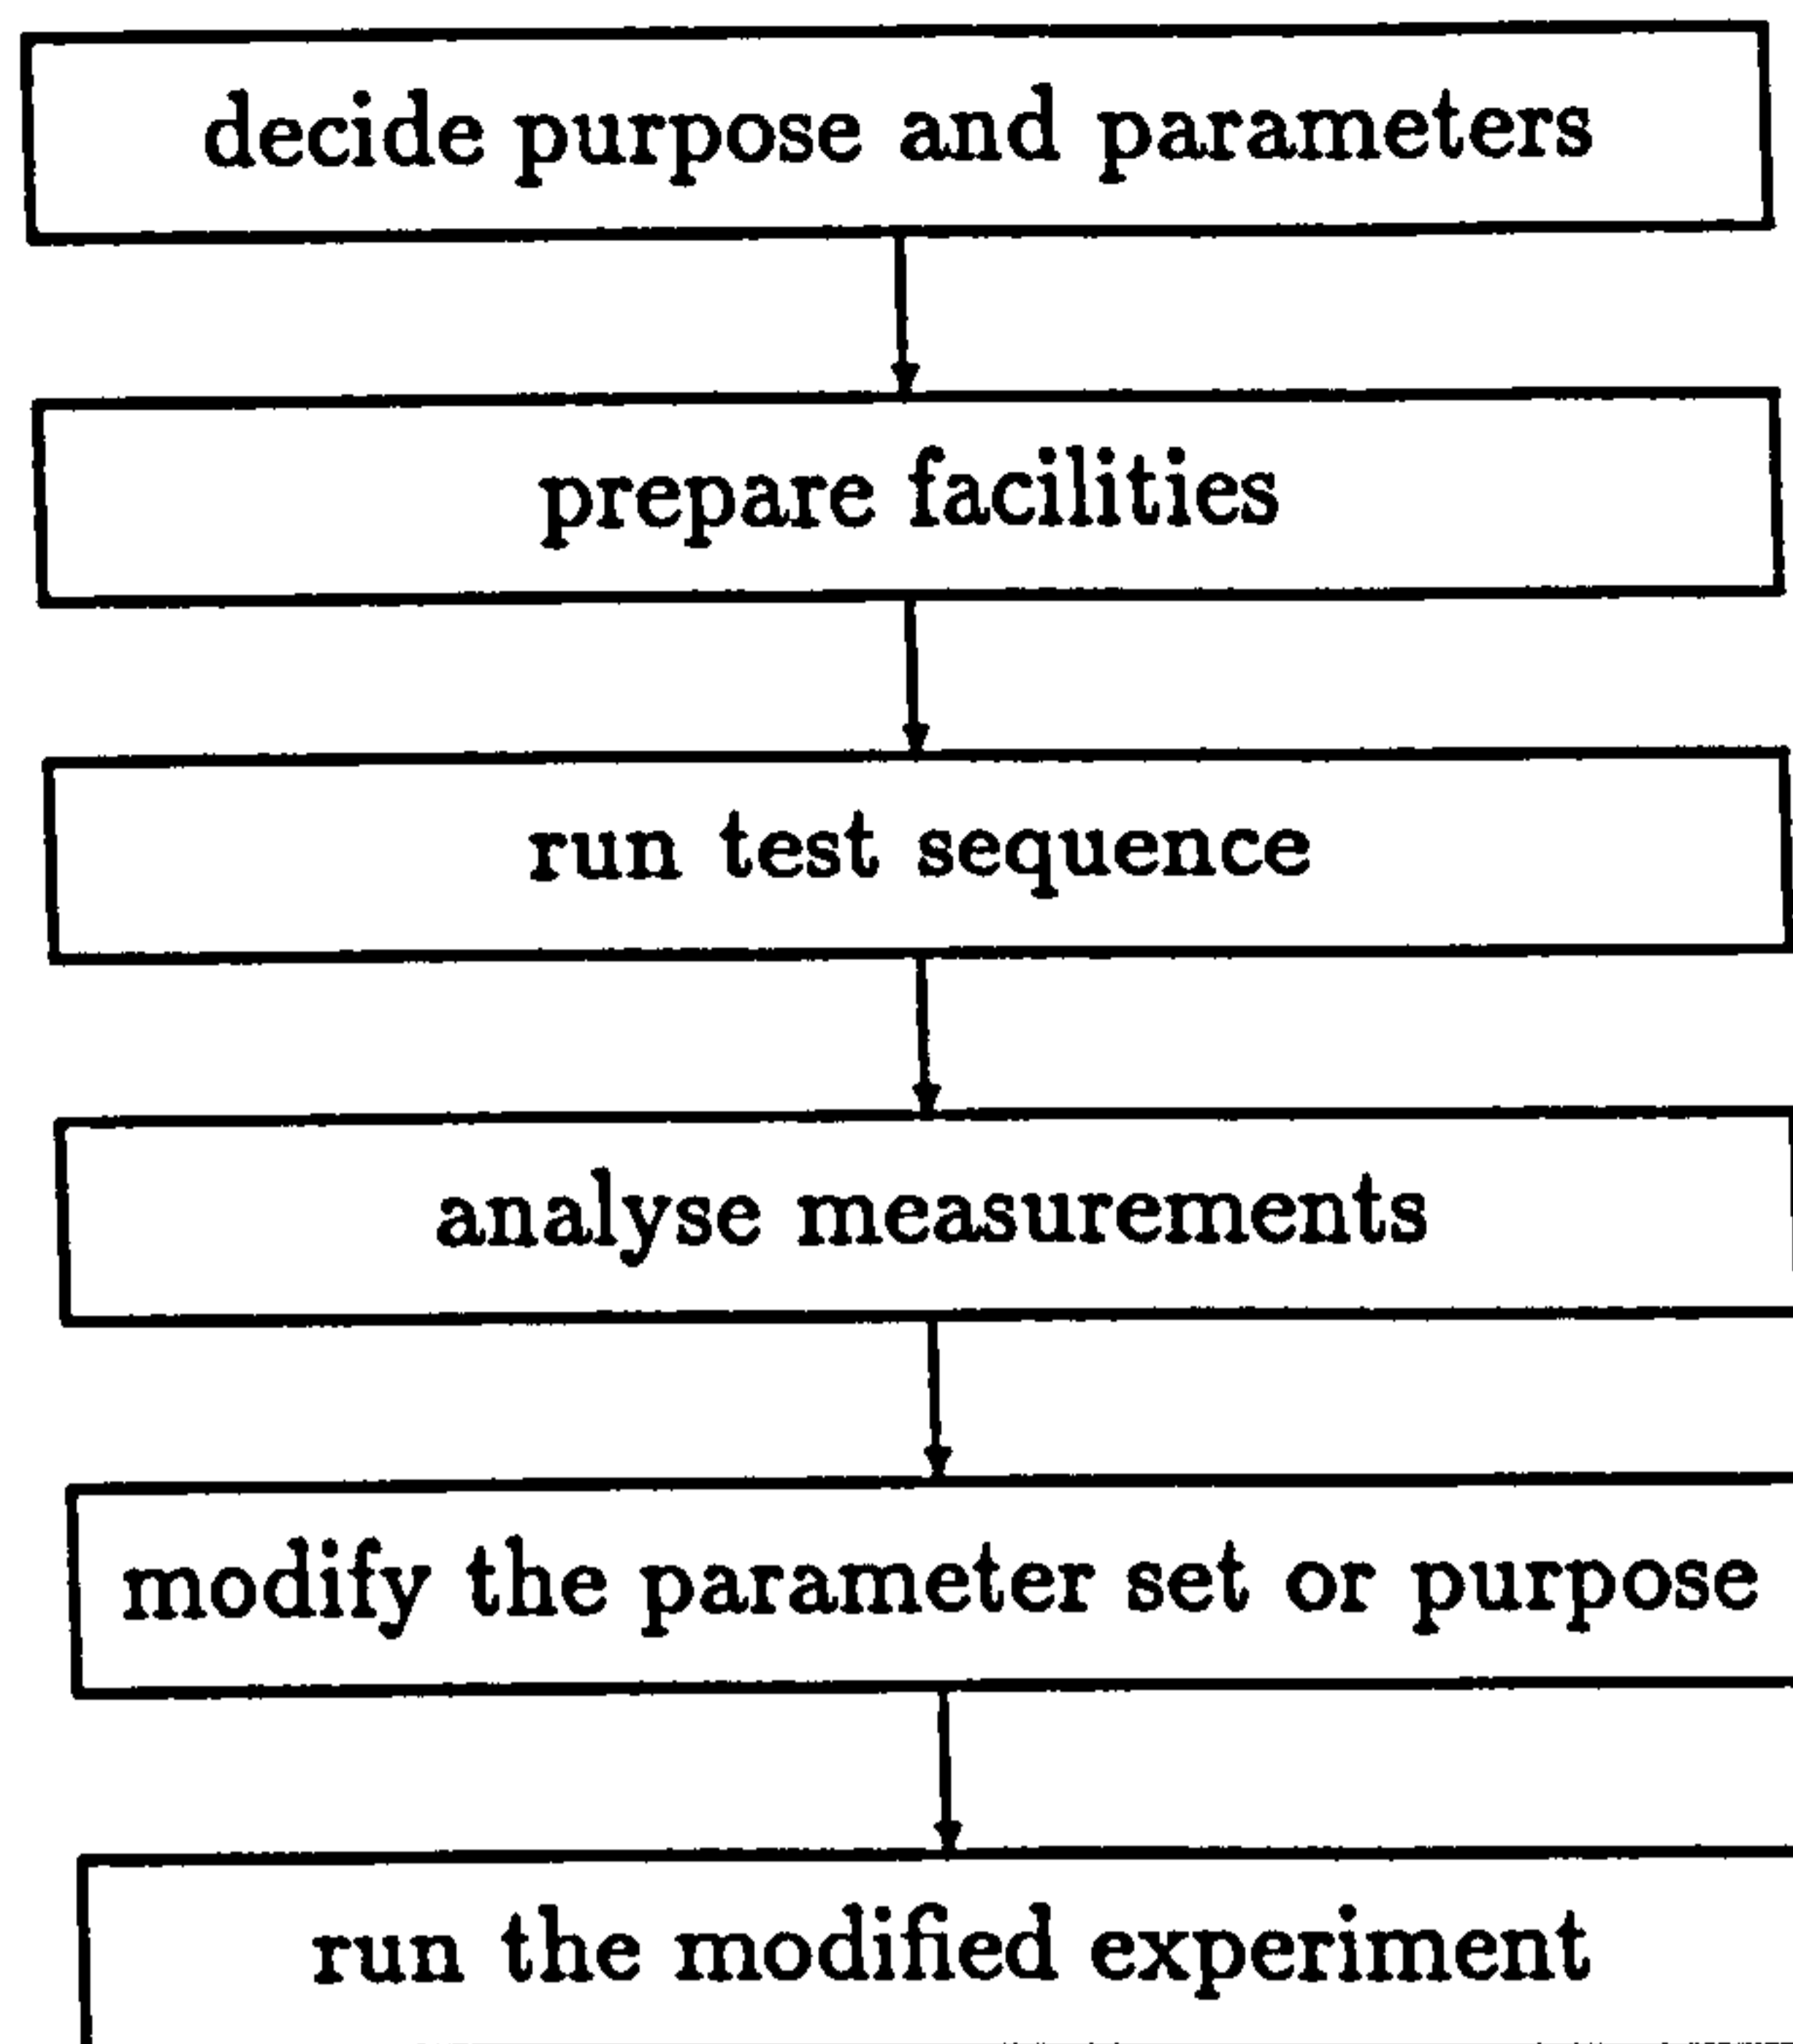 decide purpose and parameters
prepare facilities
run test sequence
analyse measurements
modify the parameter set or purpose
run the modified experiment